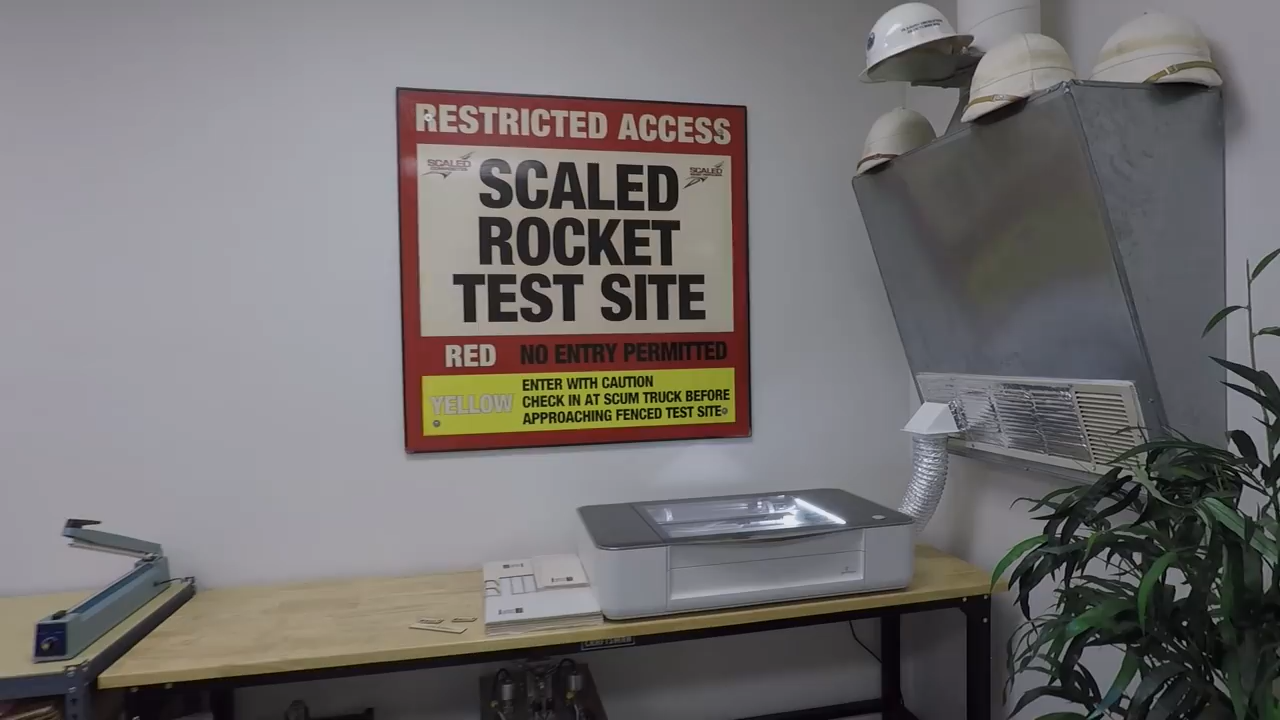 RESTRICTED ACCESS
SCALED
SCALED
SCALED
ROCKET
TEST SITE
RED NO ENTRY PERMITTED
YELLOW
ENTER WITH CAUTION
CHECK IN AT SCUM TRUCK BEFORE
APPROACHING FENCED TEST SITE